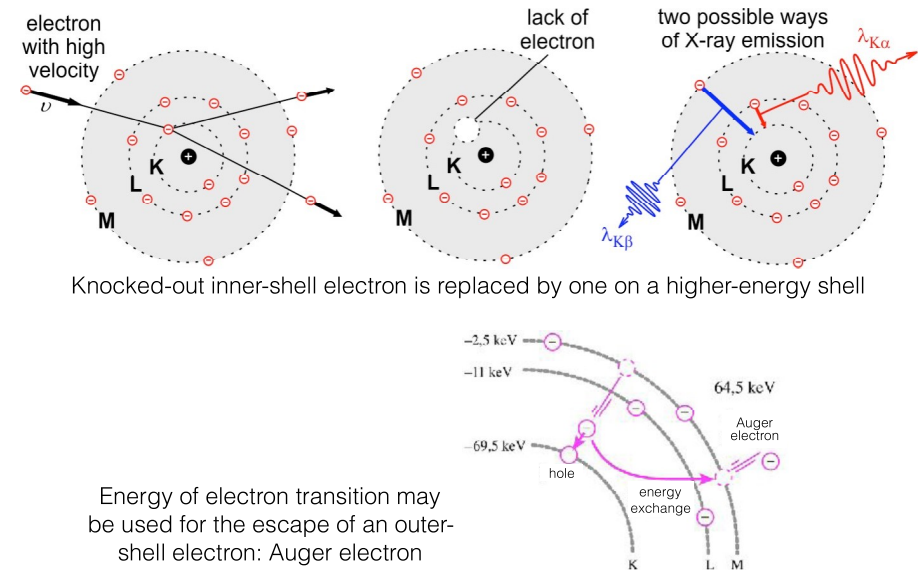 electron
with high
velocity
υ
K
L
M
lack of
electron
K
L
M
two possible ways
of X-ray emission
λKα
K
L
M
λKβ
Knocked-out inner-shell electron is replaced by one on a higher-energy shell
–2,5 keV
–11 keV
64,5 keV
Auger
electron
–69,5 keV
hole
energy
exchange
K
L
M
Energy of electron transition may
be used for the escape of an outer-
shell electron: Auger electron